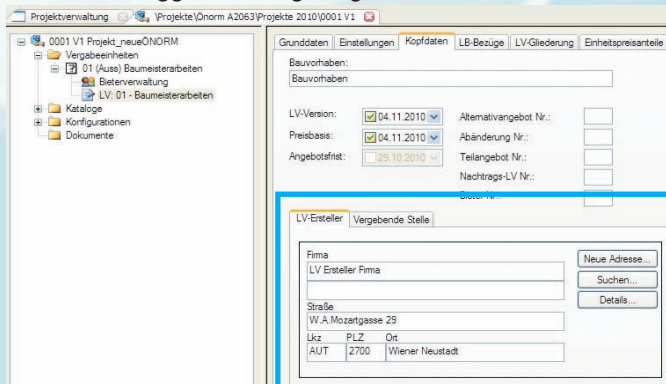 Projektverwaltung
\Projekte\Önorm A2063\Projekte 2010\0001 V1
0001 V1 Projekt_neueÖNORM
Vergabeeinheiten
01 (Auss) Baumeisterarbeiten
Bieterverwaltung
LV: 01 - Baumeisterarbeiten
Kataloge
Konfigurationen
Dokumente
Grunddaten Einstellungen Kopfdaten LB-Bezüge LV-Gliederung Einheitspreisanteile
Bauvorhaben:
Bauvorhaben
LV-Version: 04.11.2010 Alternativangebot Nr.:
Preisbasis: 04.11.2010 Abänderung Nr.:
Angebotsfrist: 29.10.2010 Teilangebot Nr.:
Nachtrags-LV Nr.:
Bieter Nr.:
LV-Ersteller Vergebende Stelle
Firma
LV Ersteller Firma
Neue Adresse...
Suchen...
Details...
Straße
W.A.Mozartgasse 29
Lkz PLZ Ort
AUT 2700 Wiener Neustadt